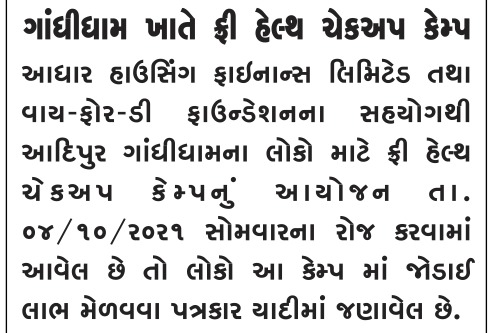 ગાંધીધામ ખાતે ફ્રી હેલ્થ ચેકઅપ કેમ્પ
આધાર હાઉસિંગ ફાઇનાન્સ લિમિટેડ તથા
વાય-ફોર-ડી ફાઉન્ડેશનના સહયોગથી
આદિપુર ગાંધીધામના લોકો માટે ફ્રી હેલ્થ
ચેકઅપ કેમ્પનું આયોજન તા.
૦૪/૧૦/૨૦૨૧ સોમવારના રોજ કરવામાં
આવેલ છે તો લોકો આ કેમ્પ માં જોડાઈ
લાભ મેળવવા પત્રકાર યાદીમાં જણાવેલ છે.